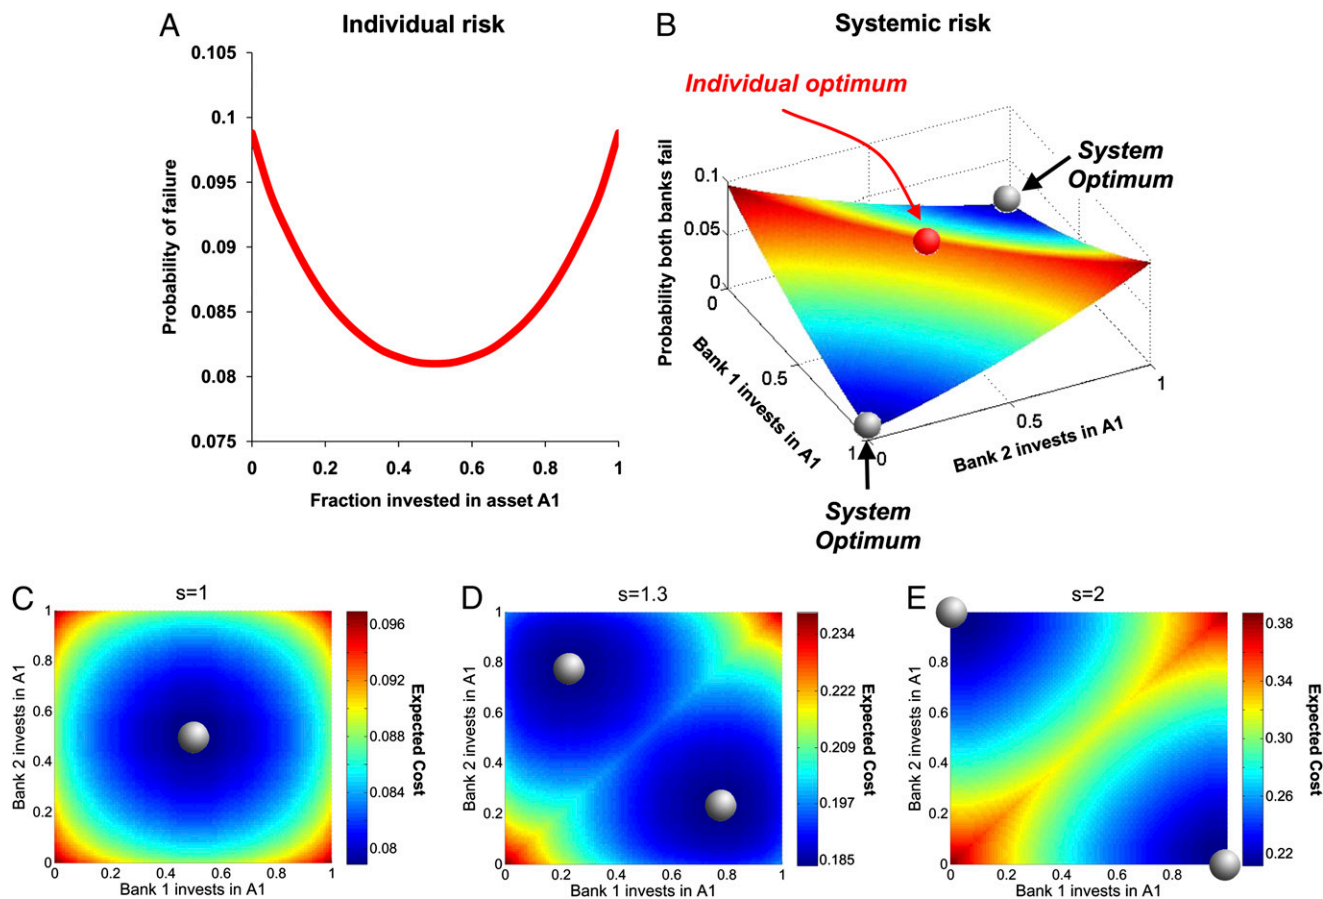 A
Individual risk
0.105
0.1
0.095
0.09
0.085
0.08
0.075
Probability of failure
0
0.2
0.4
0.6
0.8
1
Fraction invested in asset A1
B
Systemic risk
Individual optimum
System
Optimum
Probability both banks fail
0.1
0.05
0
0
0.5
1
Bank 1 invests in A1
0
0.5
1
Bank 2 invests in A1
System
Optimum
C
s=1
1
0.8
0.6
0.4
0.2
0
Bank 2 invests in A1
0
0.2
0.4
0.6
0.8
1
Bank 1 invests in A1
0.096
0.092
0.088
0.084
0.08
Expected Cost
D
s=1.3
1
0.8
0.6
0.4
0.2
0
Bank 2 invests in A1
0
0.2
0.4
0.6
0.8
1
Bank 1 invests in A1
0.234
0.222
0.209
0.197
0.185
Expected Cost
E
s=2
0.8
0.6
0.4
0.2
0
Bank 2 invests in A1
0
0.2
0.4
0.6
0.8
Bank 1 invests in A1
0.38
0.34
0.30
0.26
0.22
Expected Cost